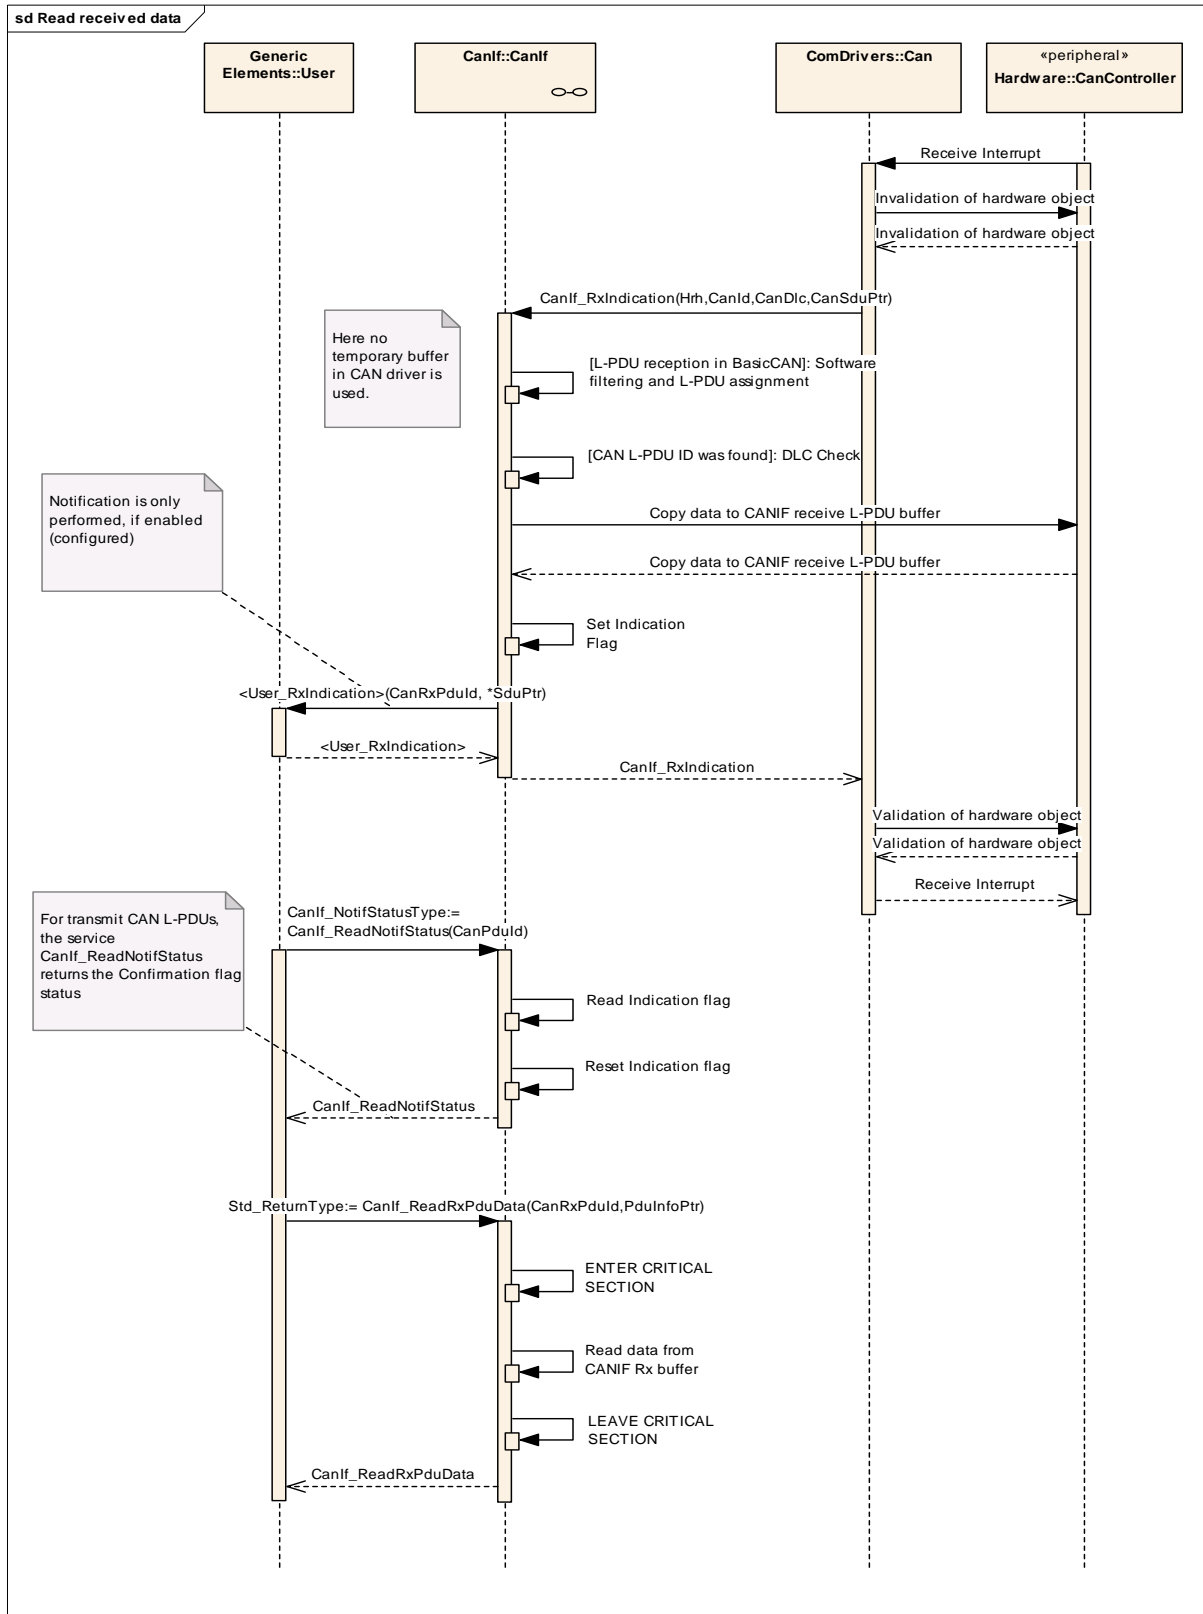 sd Read received data
Generic
Elements::User
CanIf::CanIf
ComDrivers::Can
«peripheral»
Hardware::CanController
Receive Interrupt
Invalidation of hardware object
Invalidation of hardware object
CanIf_RxIndication(Hrh,CanId,CanDlc,CanSduPtr)
Here no
temporary buffer
in CAN driver is
used.
[L-PDU reception in BasicCAN]: Software
filtering and L-PDU assignment
[CAN L-PDU ID was found]: DLC Check
Notification is only
performed, if enabled
(configured)
Copy data to CANIF receive L-PDU buffer
Copy data to CANIF receive L-PDU buffer
Set Indication
Flag
<User_RxIndication>(CanRxPduId, *SduPtr)
<User_RxIndication>
CanIf_RxIndication
Validation of hardware object
Validation of hardware object
Receive Interrupt
For transmit CAN L-PDUs,
the service
CanIf_ReadNotifStatus
returns the Confirmation flag
status
CanIf_NotifStatusType:=
CanIf_ReadNotifStatus(CanPduId)
Read Indication flag
Reset Indication flag
CanIf_ReadNotifStatus
Std_ReturnType:= CanIf_ReadRxPduData(CanRxPduId,PduInfoPtr)
ENTER CRITICAL
SECTION
Read data from
CANIF Rx buffer
LEAVE CRITICAL
SECTION
CanIf_ReadRxPduData